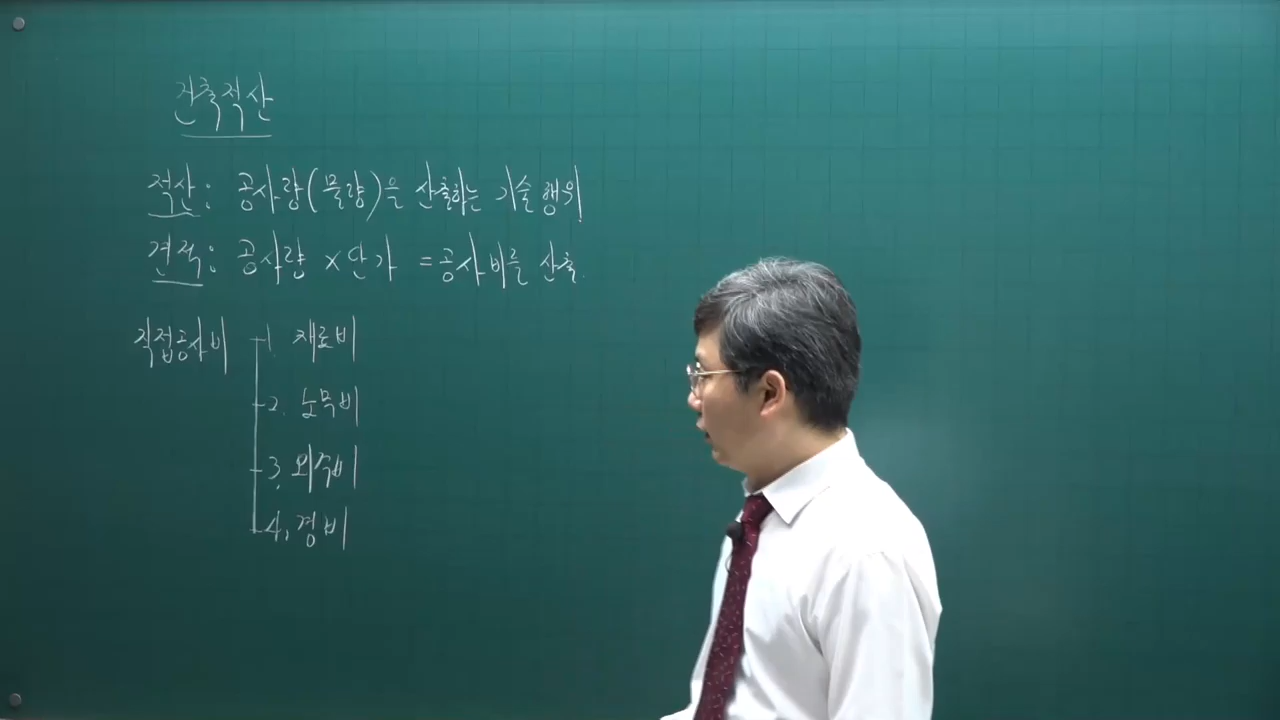 건축적산
적산: 공사량(물량)을 산출하는 기술행위
견적: 공사량 × 단가 = 공사비를 산출.
직접공사비
1. 재료비
2. 노무비
3. 외주비
4. 경비